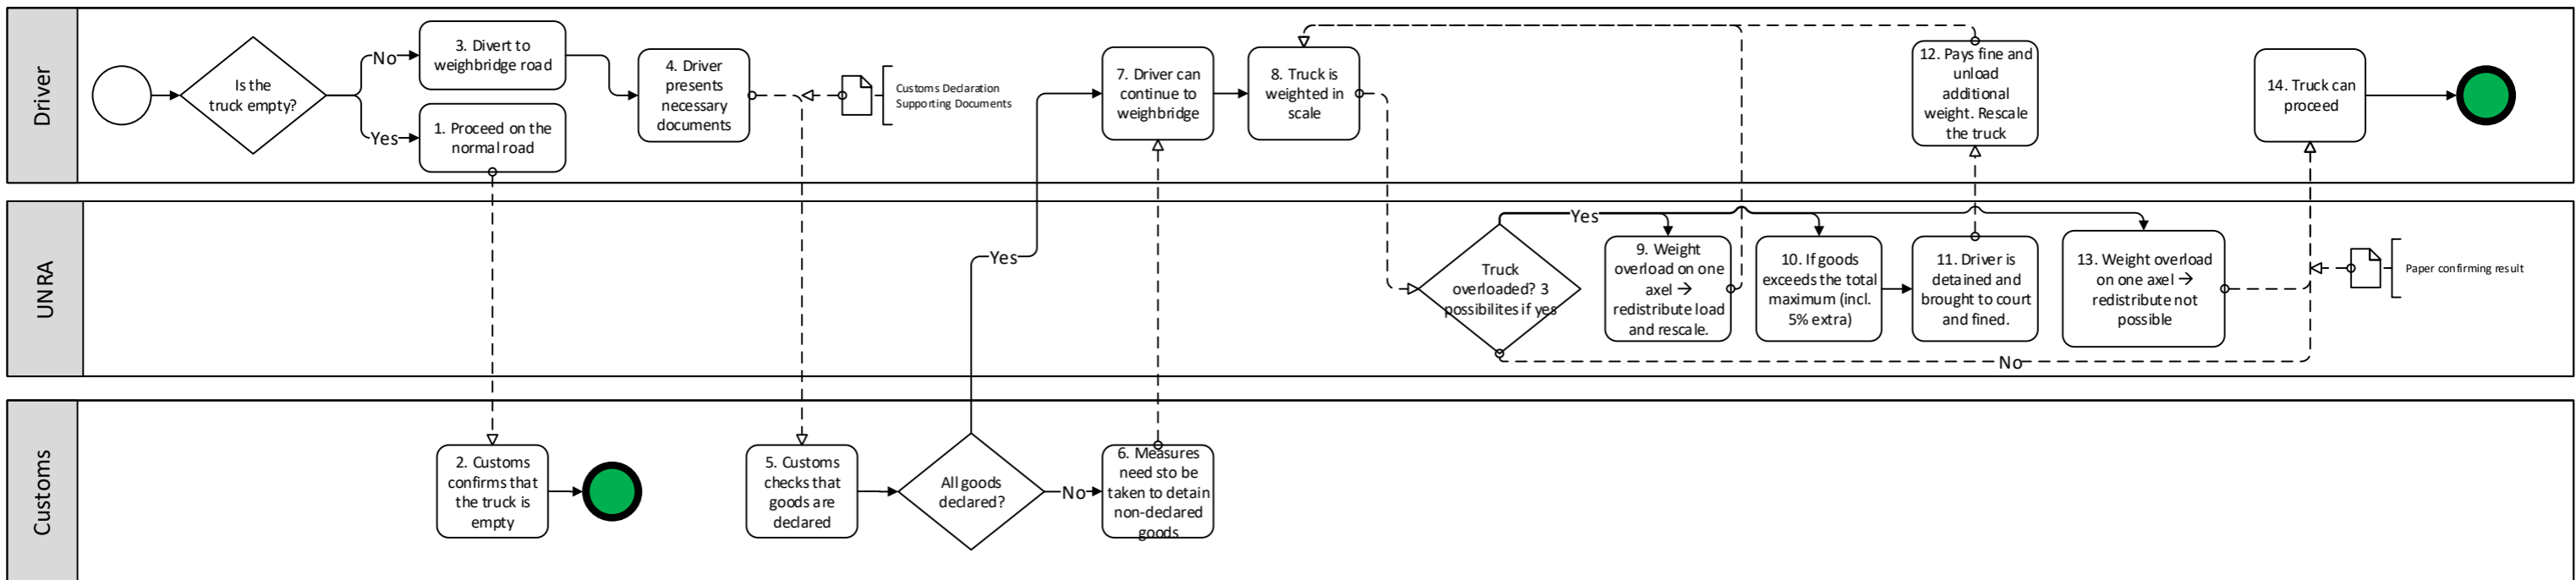 Driver
Is the
truck empty?
No
Yes
3. Divert to
weighbridge road
1. Proceed on the
normal road
4. Driver
presents
necessary
documents
Customs Declaration
Supporting Documents
7. Driver can
continue to
weighbridge
8. Truck is
weighted in
scale
12. Pays fine and
unload
additional
weight. Rescale
the truck
14. Truck can
proceed
UNRA
Yes
Truck
overloaded? 3
possibilites if yes
Yes
9. Weight
overload on one
axel →
redistribute load
and rescale.
10. If goods
exceeds the total
maximum (incl.
5% extra)
11. Driver is
detained and
brought to court
and fined.
13. Weight overload
on one axel →
redistribute not
possible
Paper confirming result
No
Customs
2. Customs
confirms that
the truck is
empty
5. Customs
checks that
goods are
declared
All goods
declared?
No
6. Measures
need sto be
taken to detain
non-declared
goods